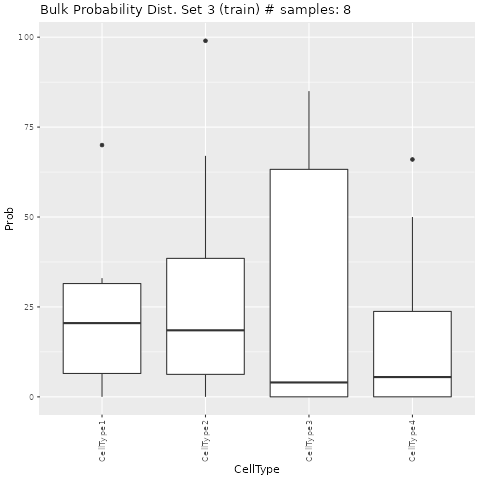 Bulk Probability Dist. Set 3 (train) # samples: 8
100
75
50
25
0
Prob
CellType1
CellType2
CellType3
CellType4
CellType